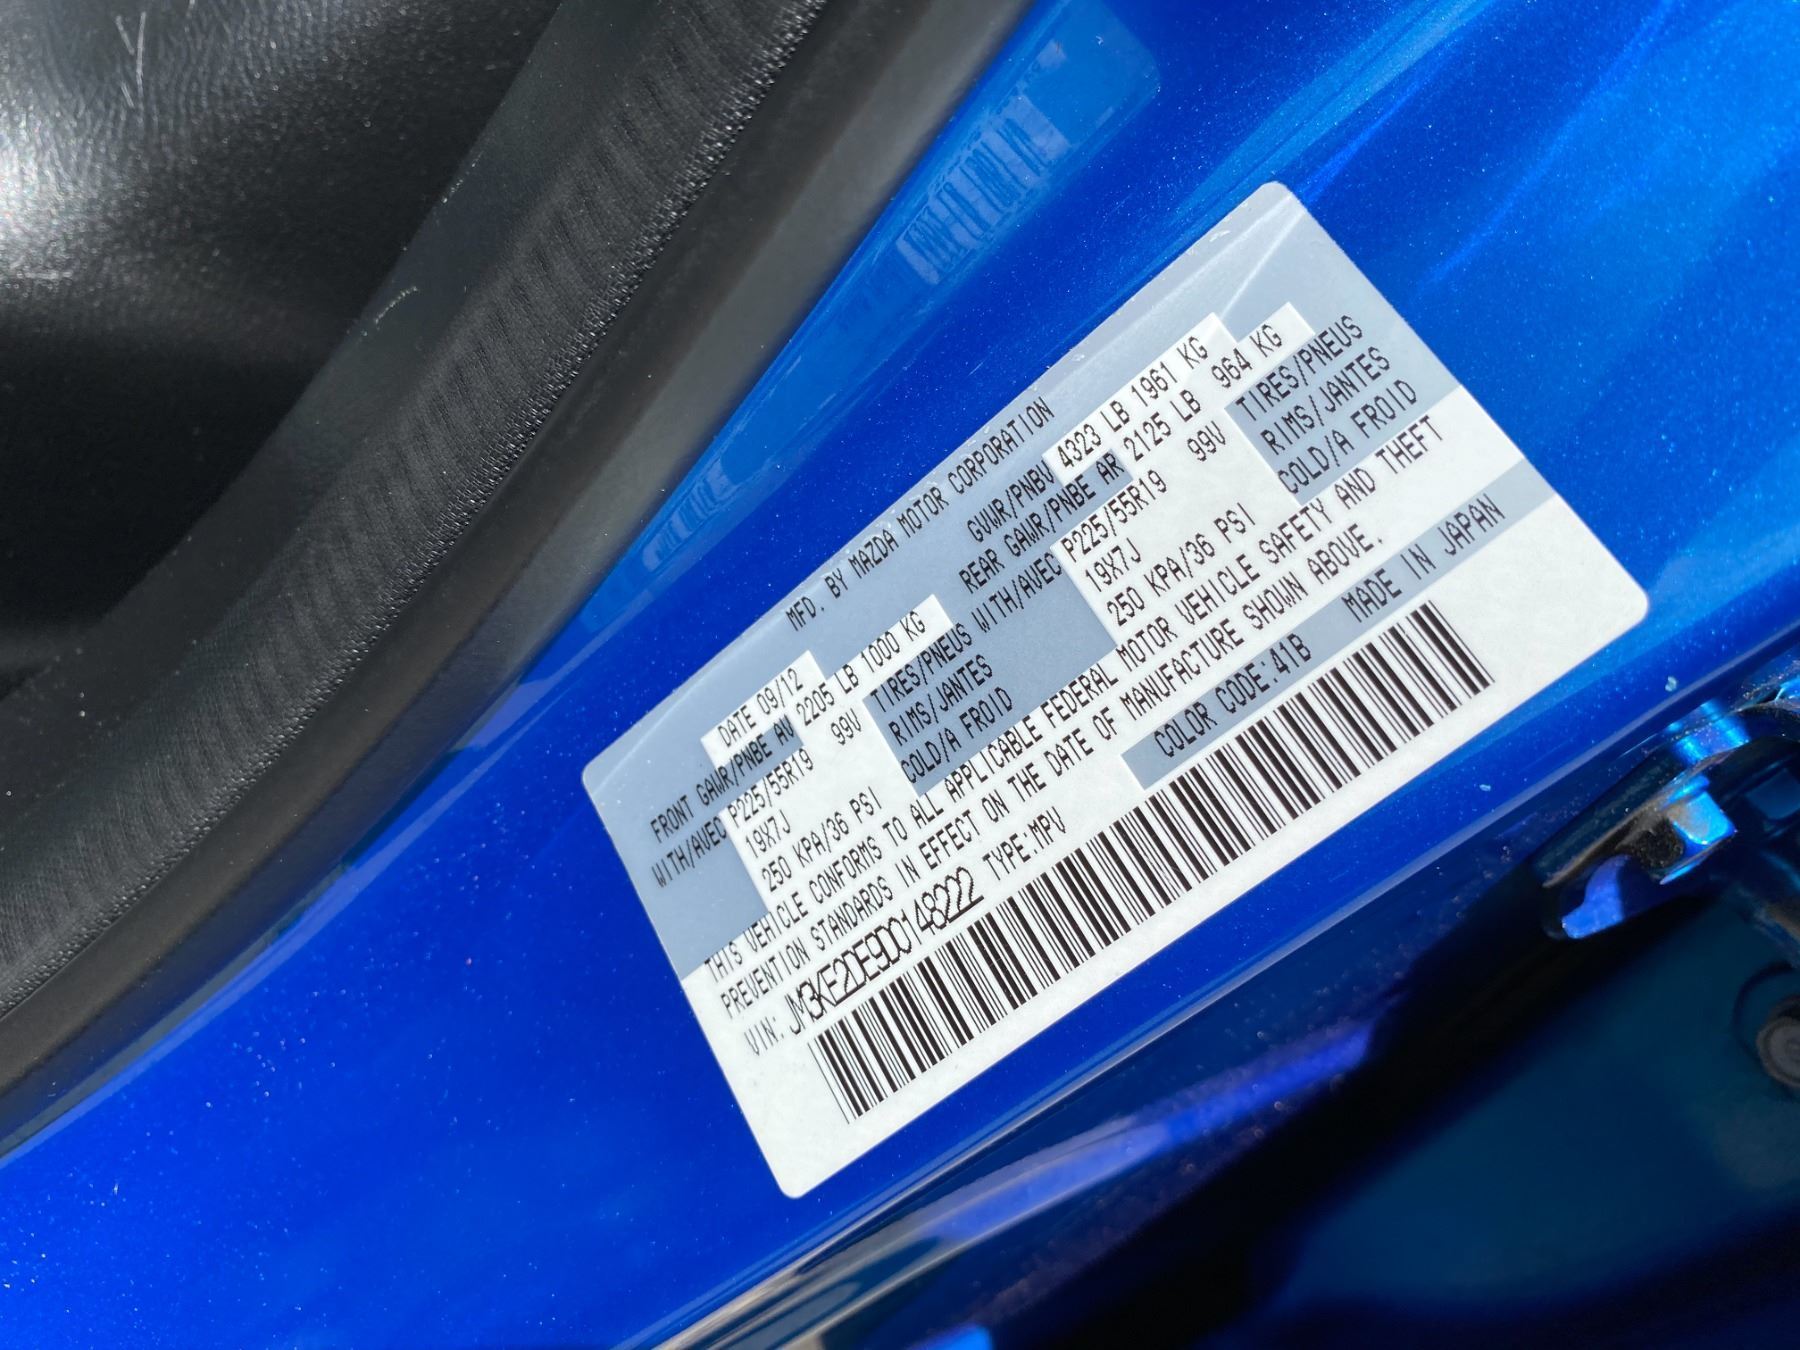 MFD. BY MAZDA MOTOR CORPORATION
DATE 09/12 GVWR/PNBV 4323 LB 1961 KG
FRONT GAWR/PNBE AV 2205 LB 1000 KG REAR GAWR/PNBE AR 2125 LB 964 KG
WITH/AVEC P225/55R19 99V TIRES/PNEUS WITH/AVEC P225/55R19 99V TIRES/PNEUS
19X7J RIMS/JANTES 19X7J RIMS/JANTES
250 KPA/36 PSI COLD/A FROID 250 KPA/36 PSI COLD/A FROID
THIS VEHICLE CONFORMS TO ALL APPLICABLE FEDERAL MOTOR VEHICLE SAFETY AND THEFT
PREVENTION STANDARDS IN EFFECT ON THE DATE OF MANUFACTURE SHOWN ABOVE.
VIN: JM3KE2DE9D0148222 TYPE:MPV COLOR CODE:41B MADE IN JAPAN